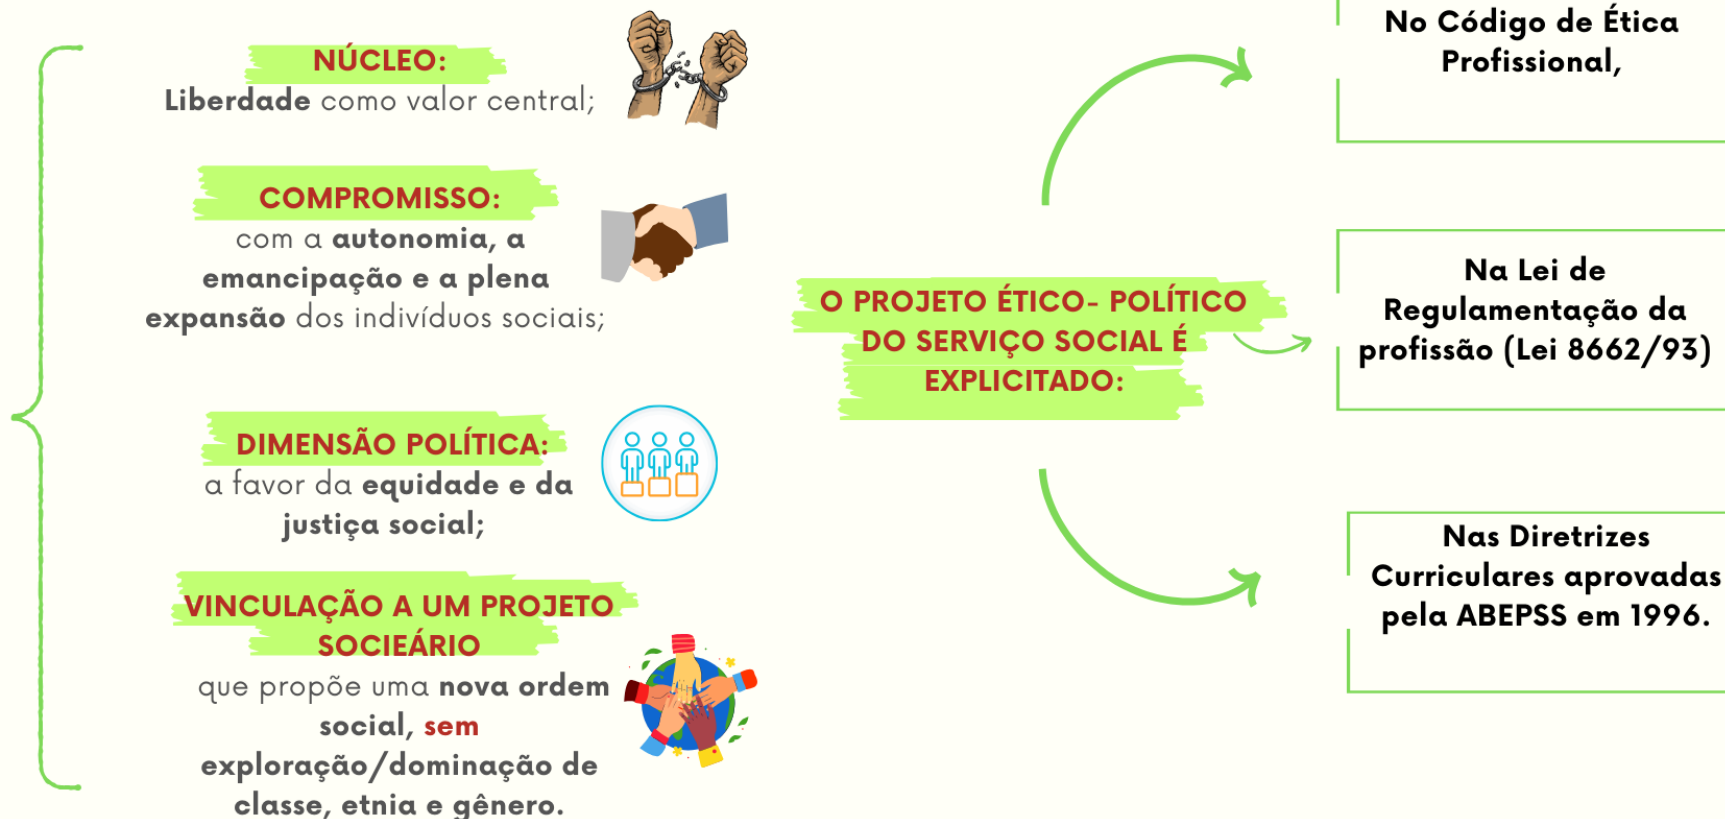 NÚCLEO:
Liberdade como valor central;
COMPROMISSO:
com a autonomia, a
emancipação e a plena
expansão dos indivíduos sociais;
DIMENSÃO POLÍTICA:
a favor da equidade e da
justiça social;
VINCULAÇÃO A UM PROJETO
SOCIEÁRIO
que propõe uma nova ordem
social, sem
exploração/dominação de
classe, etnia e gênero.
O PROJETO ÉTICO- POLÍTICO
DO SERVIÇO SOCIAL É
EXPLICITADO:
No Código de Ética
Profissional,
Na Lei de
Regulamentação da
profissão (Lei 8662/93)
Nas Diretrizes
Curriculares aprovadas
pela ABEPSS em 1996.